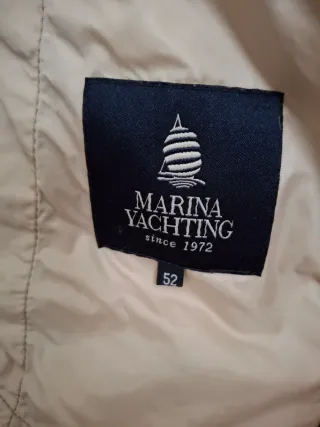 MARINA
YACHTING
since 1972
52